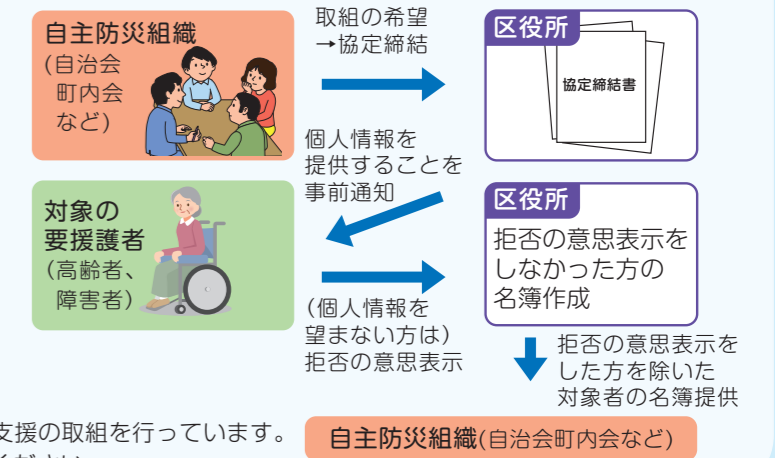 自主防災組織
(自治会
町内会
など)
取組の希望
→協定締結
区役所
協定締結書
個人情報を
提供することを
事前通知
対象の
要援護者
(高齢者、
障害者)
区役所
拒否の意思表示を
しなかった方の
名簿作成
(個人情報を
望まない方は)
拒否の意思表示
拒否の意思表示を
した方を除いた
対象者の名簿提供
支援の取組を行っています。
自主防災組織(自治会町内会など)
ください